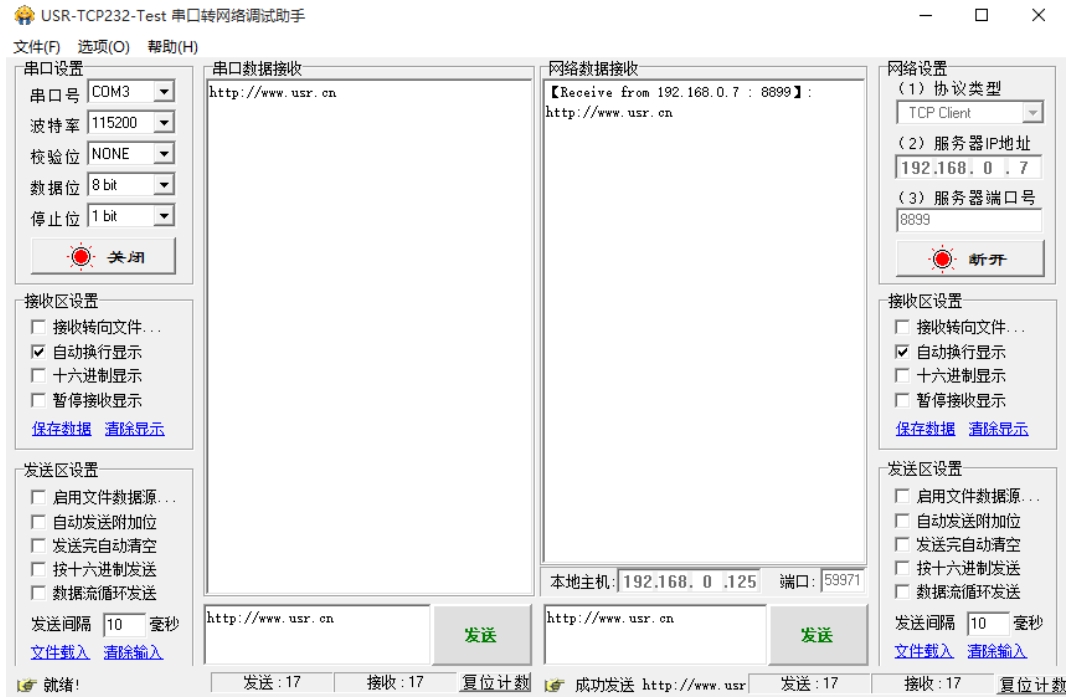 USR-TCP232-Test 串口转网络调试助手
文件(F) 选项(O) 帮助(H)
串口设置
串口号 COM3
波特率 115200
校验位 NONE
数据位 8 bit
停止位 1 bit
关闭
接收区设置
接收转向文件...
自动换行显示
十六进制显示
暂停接收显示
保存数据 清除显示
发送区设置
启用文件数据源...
自动发送附加位
发送完自动清空
按十六进制发送
数据流循环发送
发送间隔 10 毫秒
文件载入 清除输入
串口数据接收
http://www.usr.cn
http://www.usr.cn
发送
网络数据接收
【Receive from 192.168.0.7 : 8899】:
http://www.usr.cn
本地主机: 192.168. 0 .125 端口: 59971
http://www.usr.cn
发送
网络设置
(1) 协议类型
TCP Client
(2) 服务器IP地址
192.168. 0 . 7
(3) 服务器端口号
8899
断开
接收区设置
接收转向文件...
自动换行显示
十六进制显示
暂停接收显示
保存数据 清除显示
发送区设置
启用文件数据源...
自动发送附加位
发送完自动清空
按十六进制发送
数据流循环发送
发送间隔 10 毫秒
文件载入 清除输入
就绪! 发送:17 接收:17 复位计数 成功发送 http://www.usr 发送:17 接收:17 复位计数